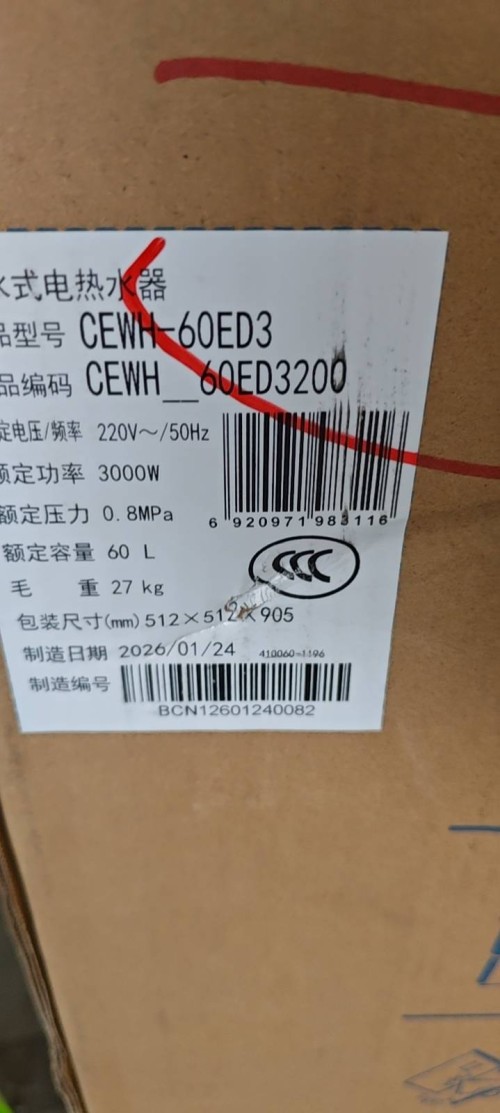 水式电热水器
品型号 CEWH-60ED3
品编码 CEWH__60ED3200
定电压/频率 220V～/50Hz
额定功率 3000W
额定压力 0.8MPa
6 920971 983116
额定容量 60 L
CCC
毛 重 27 kg
包装尺寸(mm) 512×512×905
制造日期 2026/01/24 410060-1196
制造编号
BCN12601240082